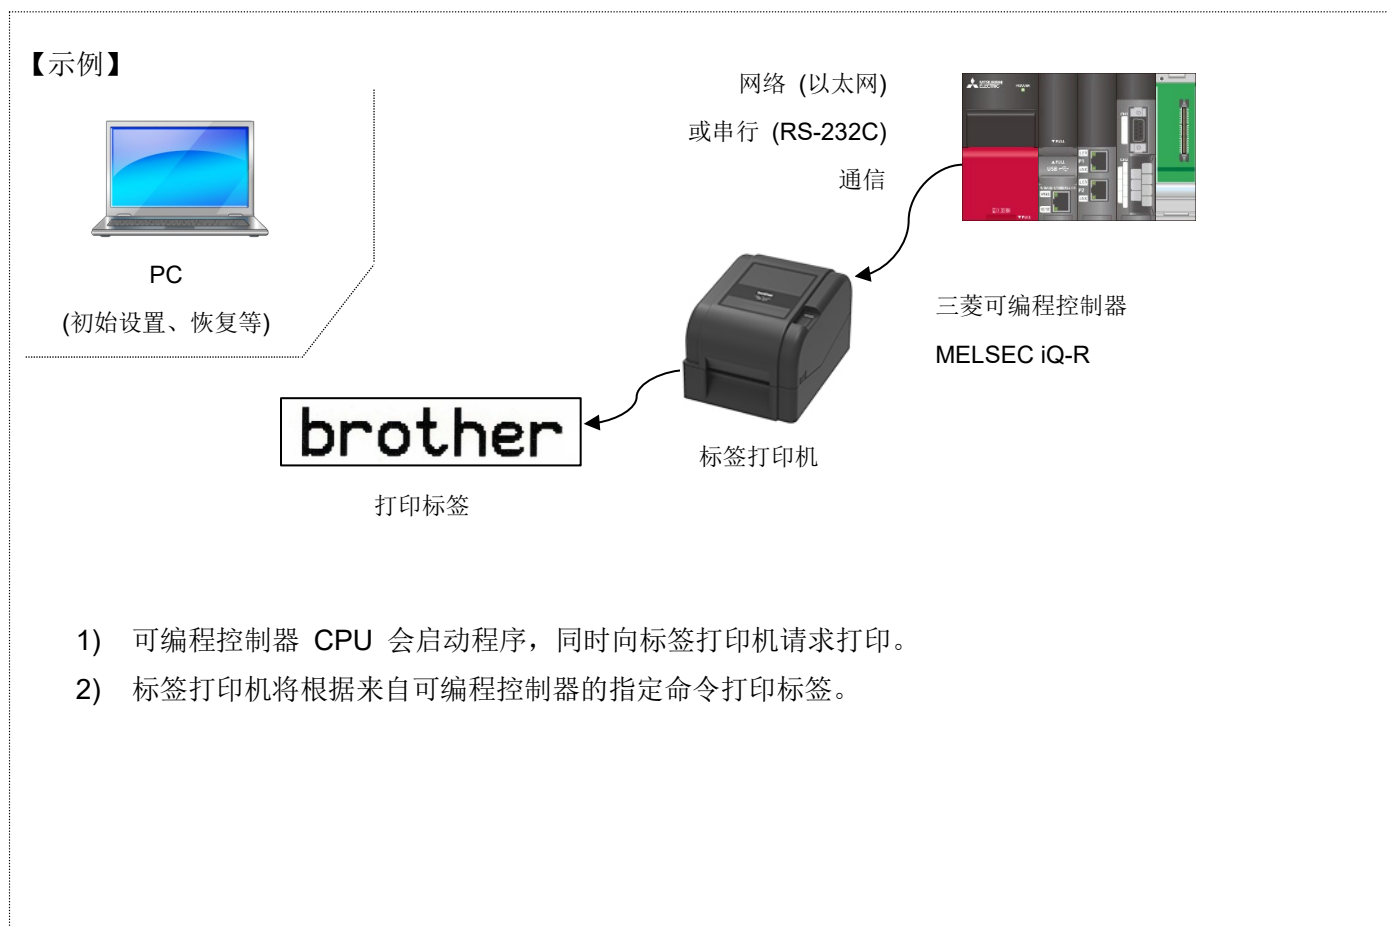 【示例】
网络 (以太网)
或串行 (RS-232C)
通信
MITSUBISHI
ELECTRIC
PC
(初始设置、恢复等)
三菱可编程控制器
MELSEC iQ-R
brother
标签打印机
打印标签
1) 可编程控制器 CPU 会启动程序，同时向标签打印机请求打印。
2) 标签打印机将根据来自可编程控制器的指定命令打印标签。